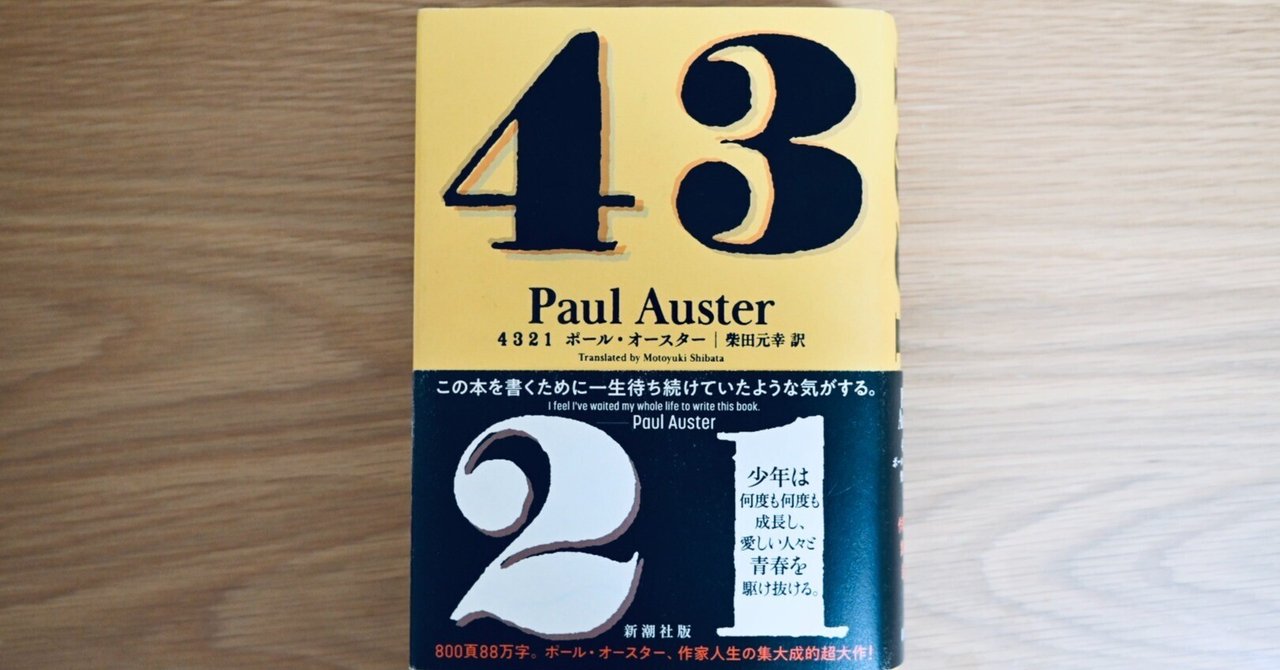 43
Paul Auster
4321 ポール・オースター｜柴田元幸 訳
Translated by Motoyuki Shibata
この本を書くために一生待ち続けていたような気がする。
I feel I've waited my whole life to write this book.
—— Paul Auster
21
少年は
何度も何度も
成長し、
愛しい人々と
青春を
駆け抜ける。
新潮社版
800頁88万字。ポール・オースター、作家人生の集大成的超大作!